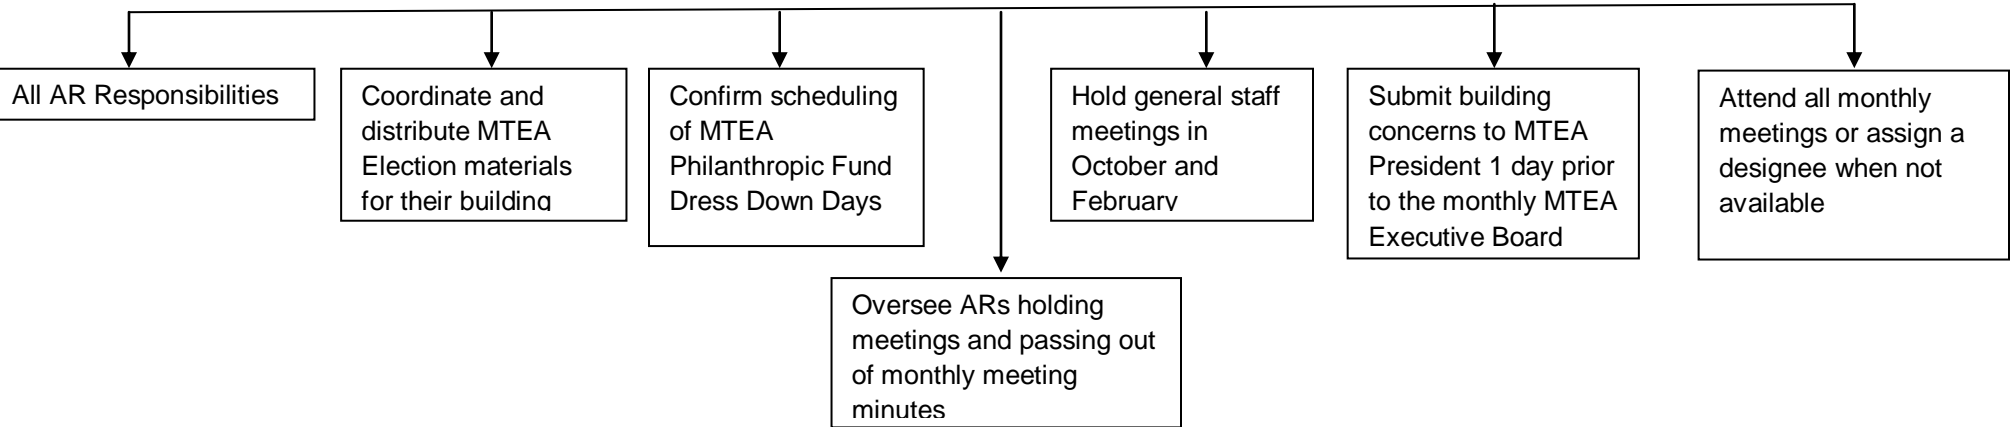 All AR Responsibilities
Coordinate and
distribute MTEA
Election materials
for their building
Confirm scheduling
of MTEA
Philanthropic Fund
Dress Down Days
Hold general staff
meetings in
October and
February
Submit building
concerns to MTEA
President 1 day prior
to the monthly MTEA
Executive Board
Attend all monthly
meetings or assign a
designee when not
available
Oversee ARs holding
meetings and passing out
of monthly meeting
minutes